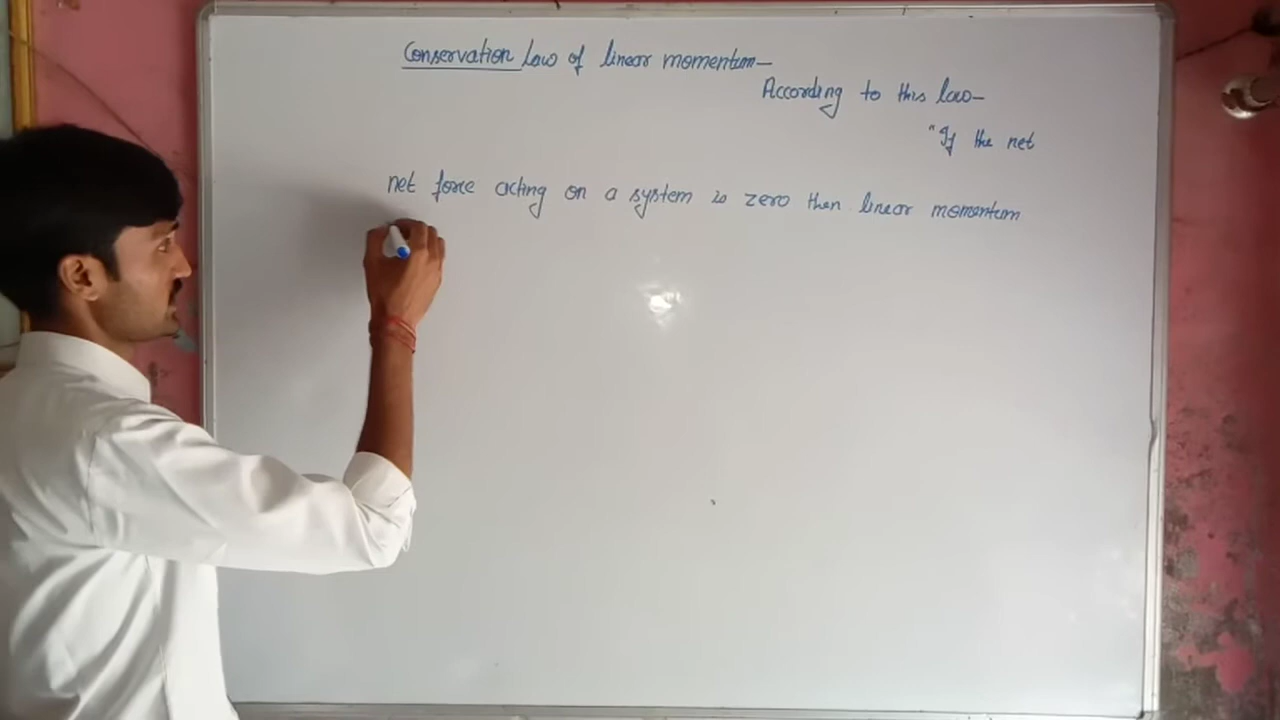 Conservation Law of linear momentum—
According to this law—
"If the net
net force acting on a system is zero then linear momentum